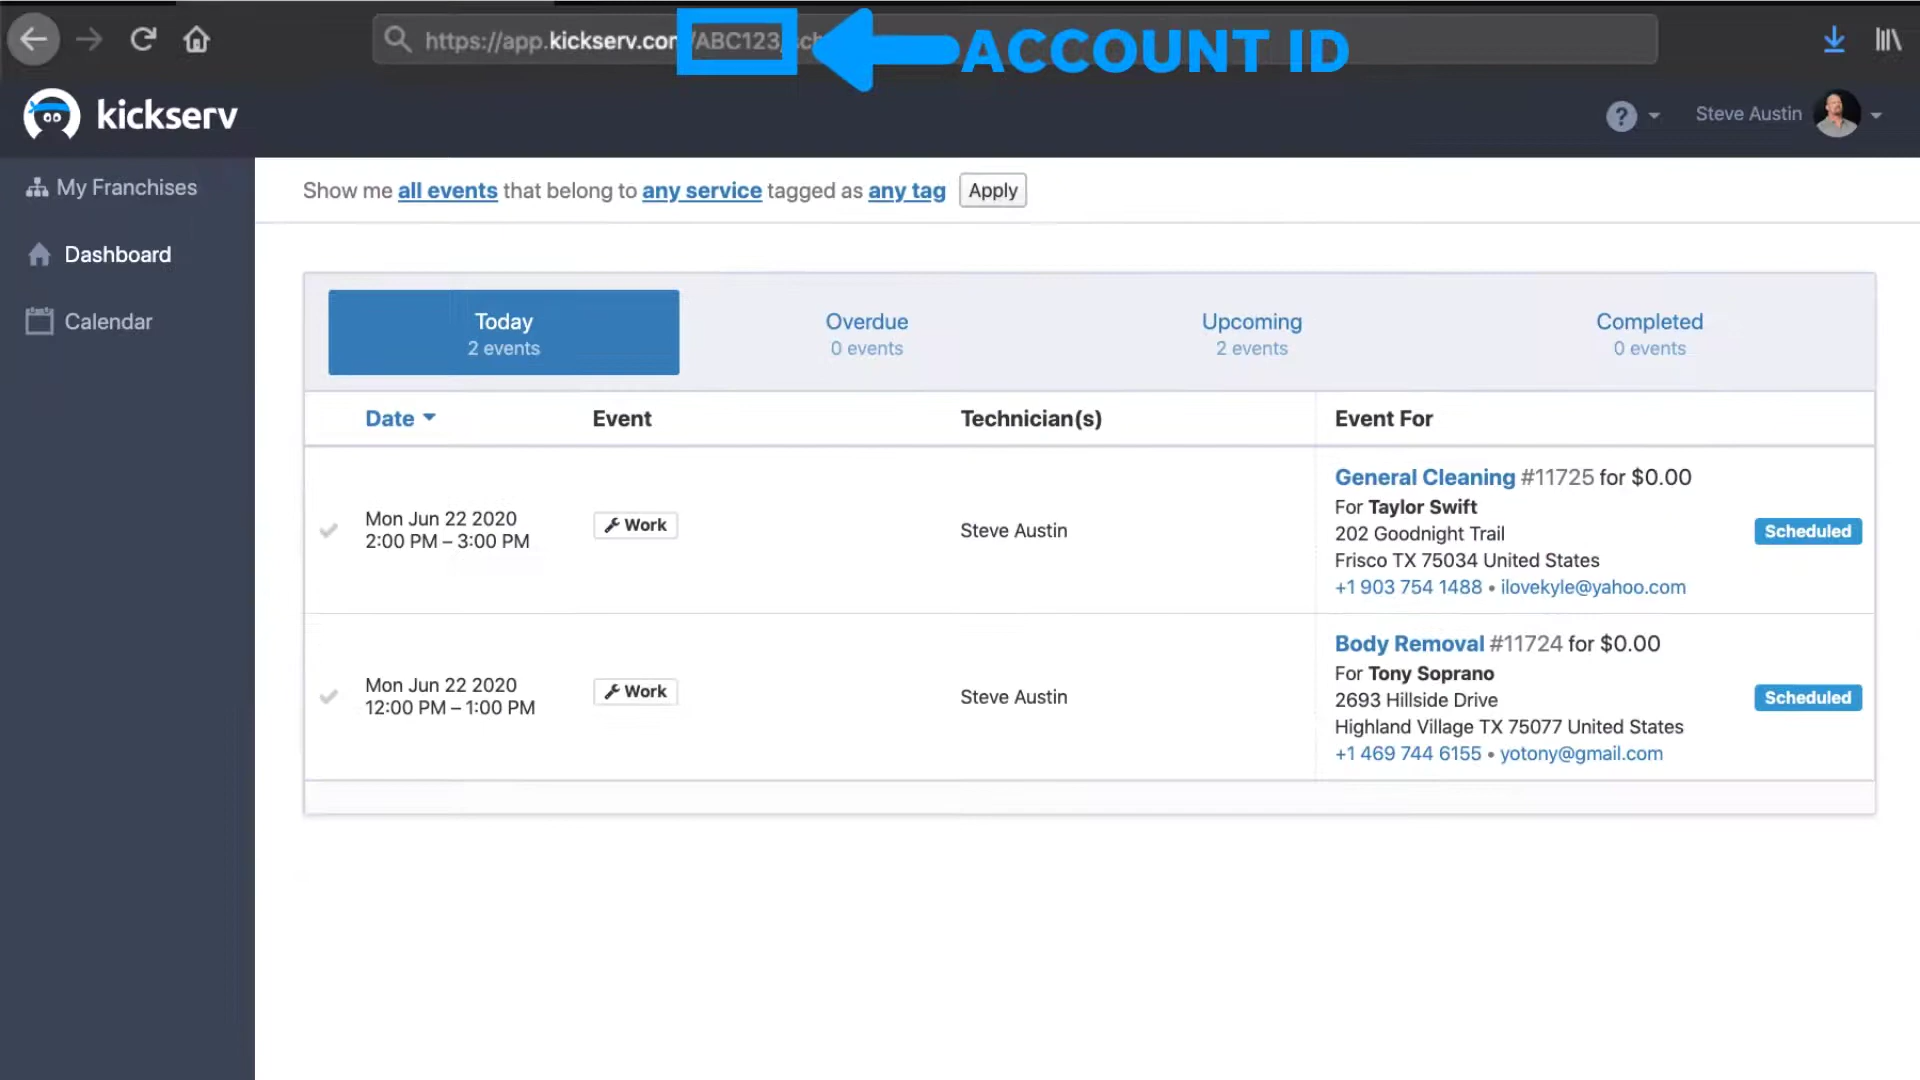 https://app.kickserv.com/ABC123/sch
ACCOUNT ID
kickserv
?
Steve Austin
My Franchises
Dashboard
Calendar
Show me all events that belong to any service tagged as any tag Apply
Today
2 events
Overdue
0 events
Upcoming
2 events
Completed
0 events
Date
Event
Technician(s)
Event For
Mon Jun 22 2020
2:00 PM – 3:00 PM
Work
Steve Austin
General Cleaning #11725 for $0.00
For Taylor Swift
202 Goodnight Trail
Frisco TX 75034 United States
+1 903 754 1488 • ilovekyle@yahoo.com
Scheduled
Mon Jun 22 2020
12:00 PM – 1:00 PM
Work
Steve Austin
Body Removal #11724 for $0.00
For Tony Soprano
2693 Hillside Drive
Highland Village TX 75077 United States
+1 469 744 6155 • yotony@gmail.com
Scheduled